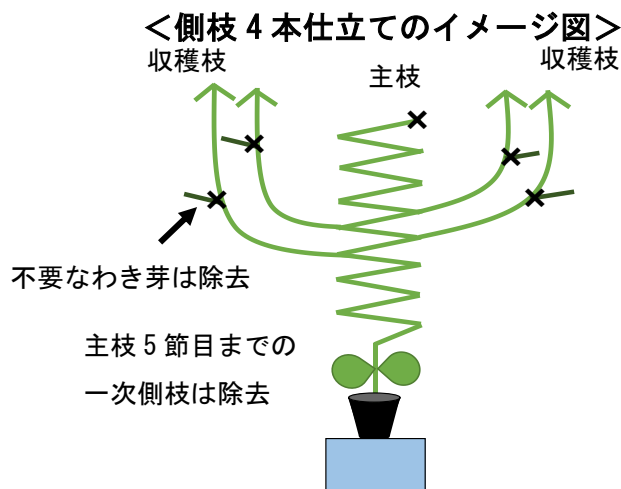 ＜側枝4本仕立てのイメージ図＞
収穫枝
主枝
収穫枝
不要なわき芽は除去
主枝5節目までの
一次側枝は除去